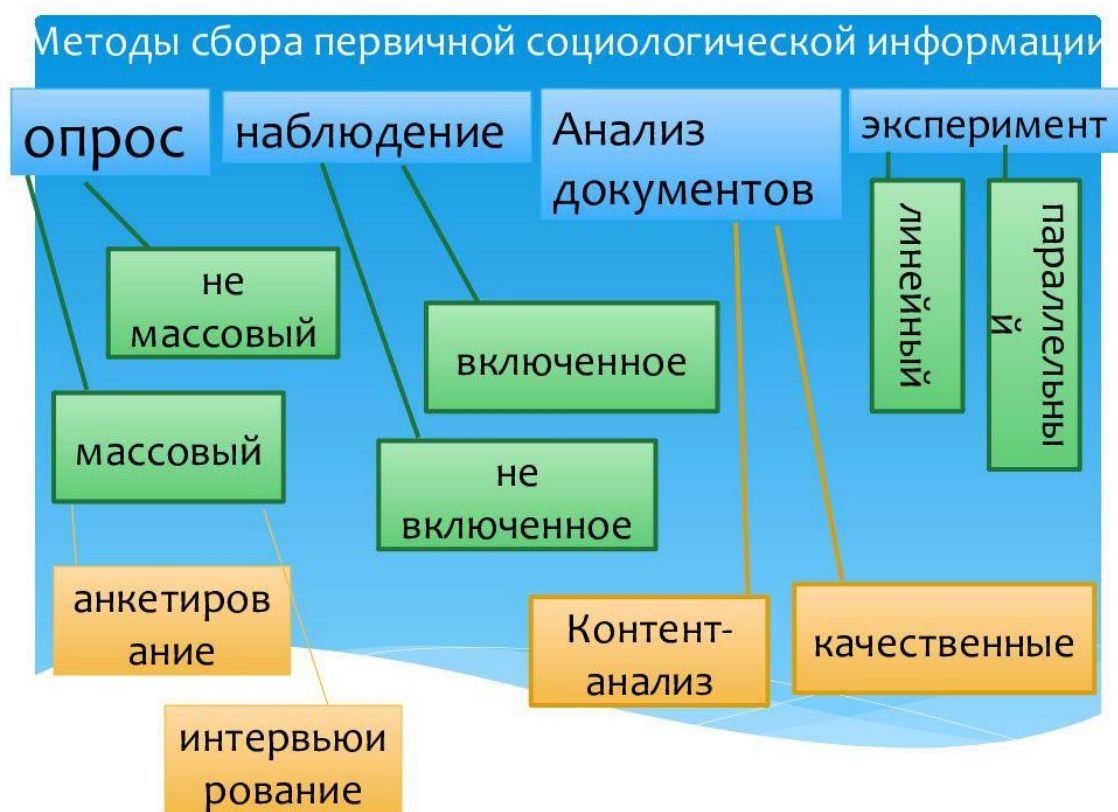 Методы сбора первичной социологической информации
опрос
наблюдение
Анализ
документов
эксперимент
не
массовый
массовый
включенное
не
включенное
линейный
параллельны
й
анкетиров
ание
интервьюи
рование
Контент-
анализ
качественные